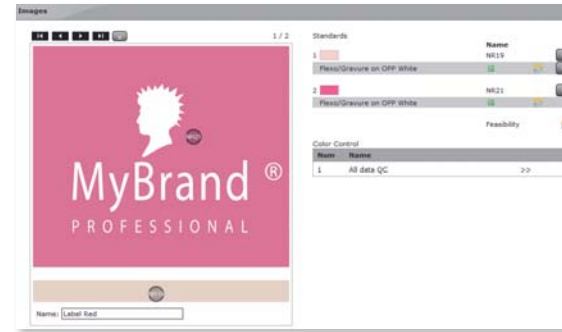 Images
1 / 2
MyBrand ®
PROFESSIONAL
Name: Label Red
Standards
Name
1 NR19
Flexo/Gravure on OPP White
2 NR21
Flexo/Gravure on OPP White
Feasibility
Color Control
Num Name
1 All data QC >>